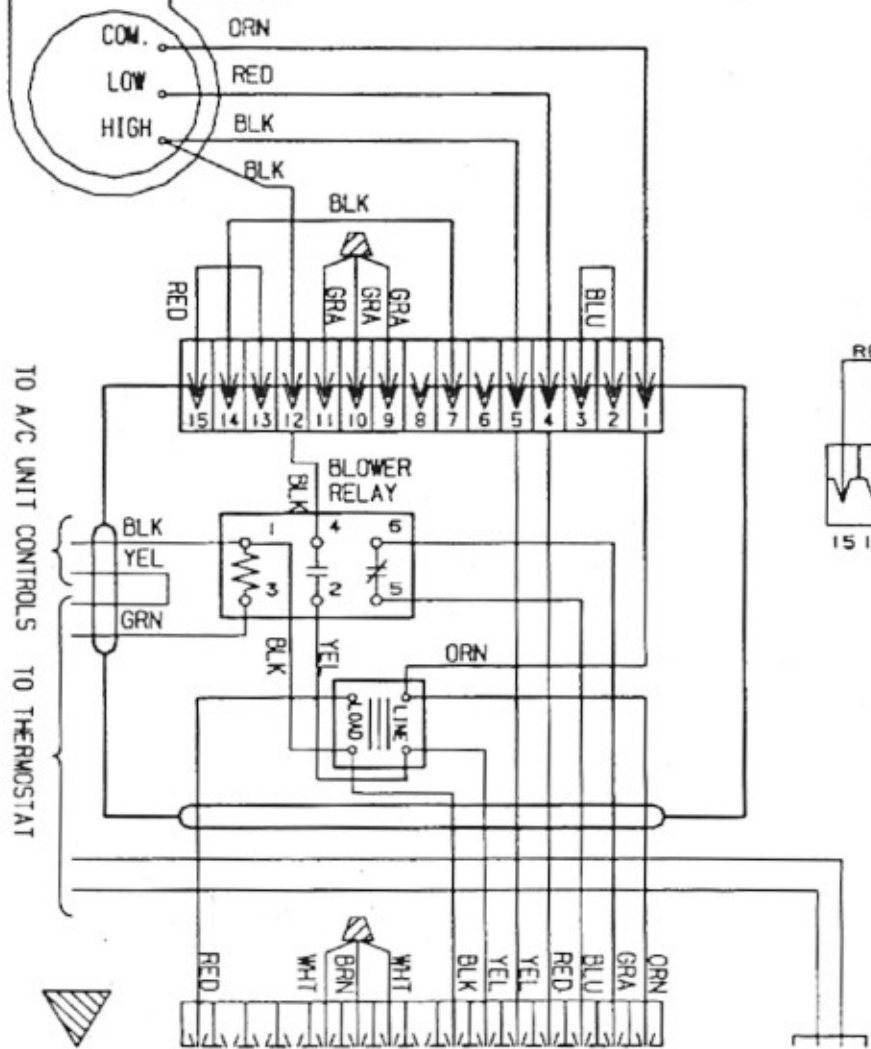 COM.
ORN
LOW
RED
HIGH
BLK
BLK
BLK
RED
GRA
GRA
GRA
BLU
15 14 13 12 11 10 9 8 7 6 5 4 3 2 1
TO A/C UNIT CONTROLS
TO THERMOSTAT
BLK
BLOWER
RELAY
BLK
YEL
GRN
1
4
6
3
2
5
BLK
YEL
ORN
LOAD
LINE
RED
WHT
BRN
WHT
BLK
YEL
YEL
RED
BLU
GRA
ORN
15